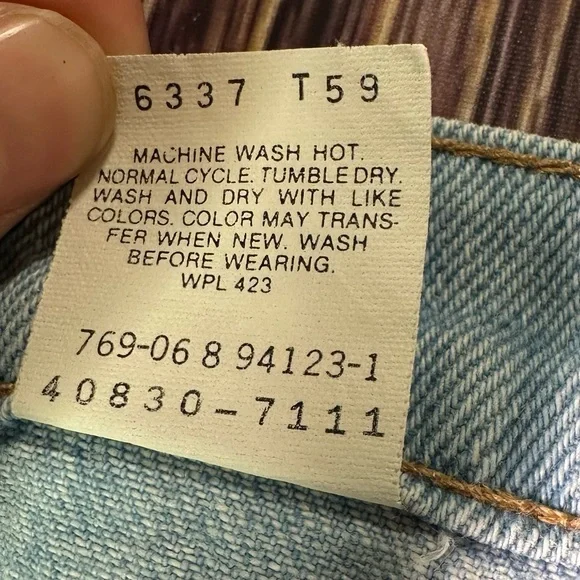 6337 T59
MACHINE WASH HOT.
NORMAL CYCLE. TUMBLE DRY.
WASH AND DRY WITH LIKE
COLORS. COLOR MAY TRANS-
FER WHEN NEW. WASH
BEFORE WEARING.
WPL 423
769-06 8 94123-1
40830-7111